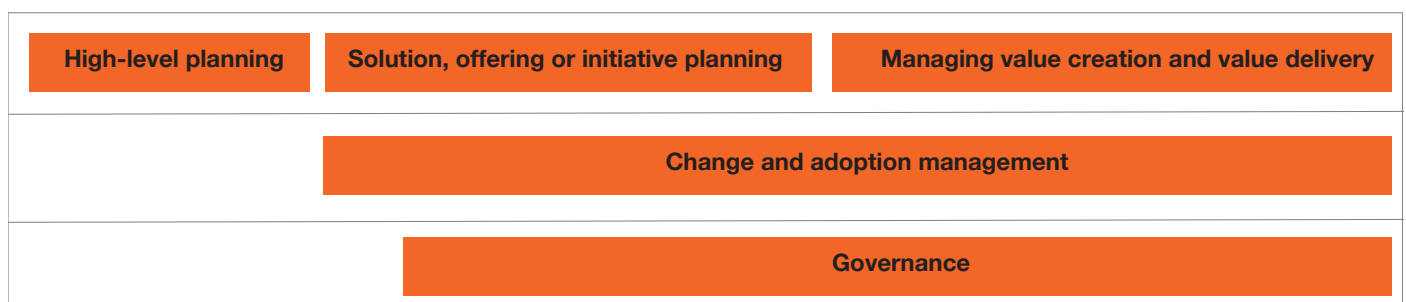 High-level planning
Solution, offering or initiative planning
Managing value creation and value delivery
Change and adoption management
Governance